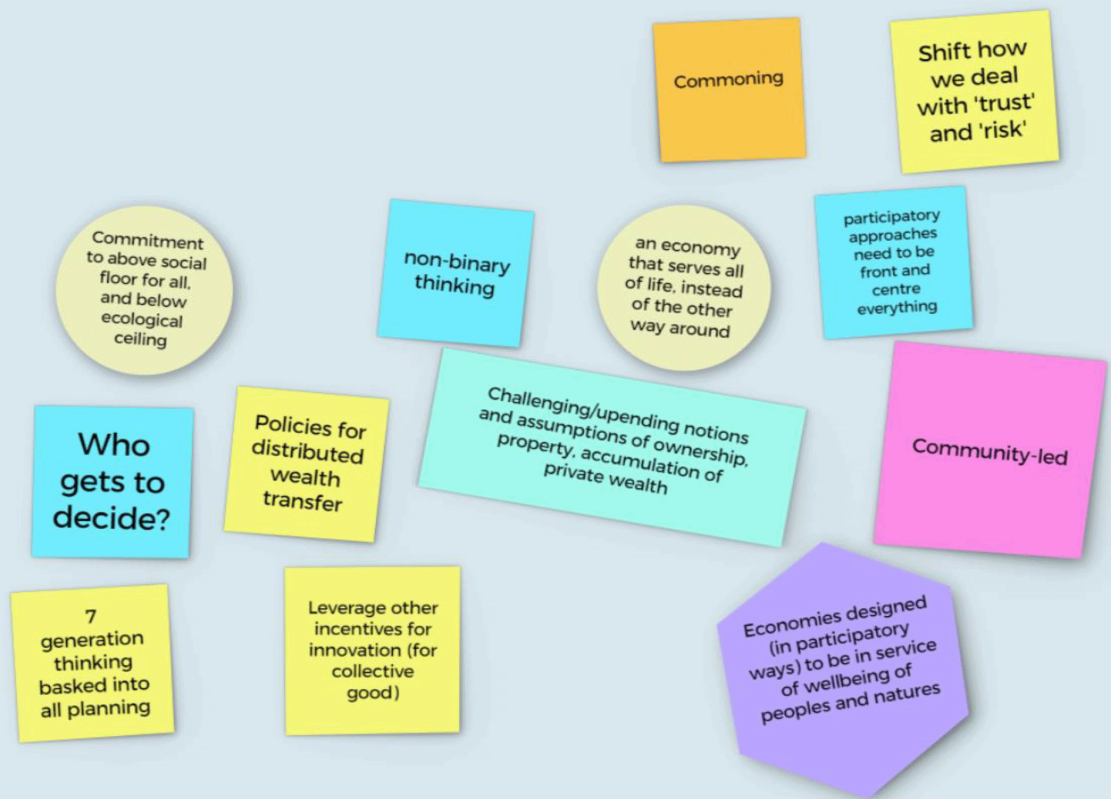 Commoning
Shift how
we deal
with 'trust'
and 'risk'
Commitment
to above social
floor for all,
and below
ecological
ceiling
non-binary
thinking
an economy
that serves all
of life, instead
of the other
way around
participatory
approaches
need to be
front and
centre
everything
Who
gets to
decide?
Policies for
distributed
wealth
transfer
Challenging/upending notions
and assumptions of ownership,
property, accumulation of
private wealth
Community-led
7
generation
thinking
basked into
all planning
Leverage other
incentives for
innovation (for
collective
good)
Economies designed
(in participatory
ways) to be in service
of wellbeing of
peoples and natures